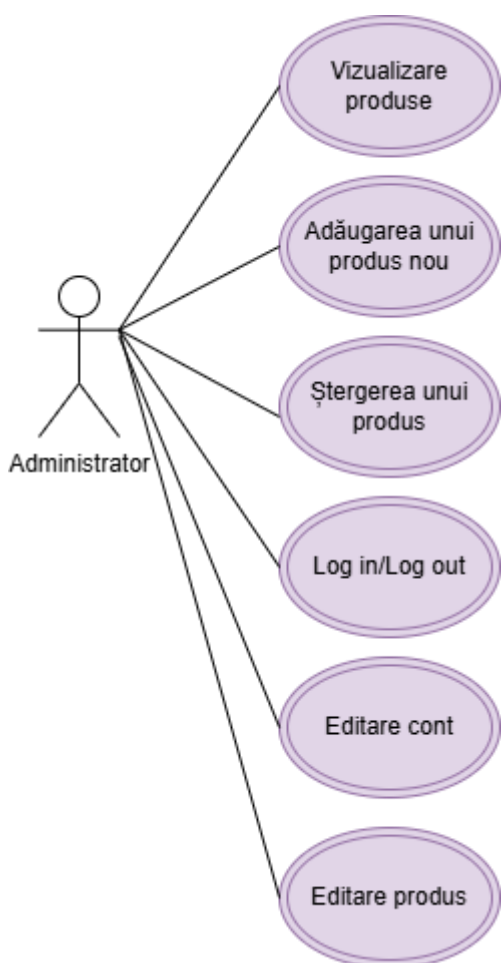 Vizualizare
produse
Adăugarea unui
produs nou
Ștergerea unui
produs
Administrator
Log in/Log out
Editare cont
Editare produs